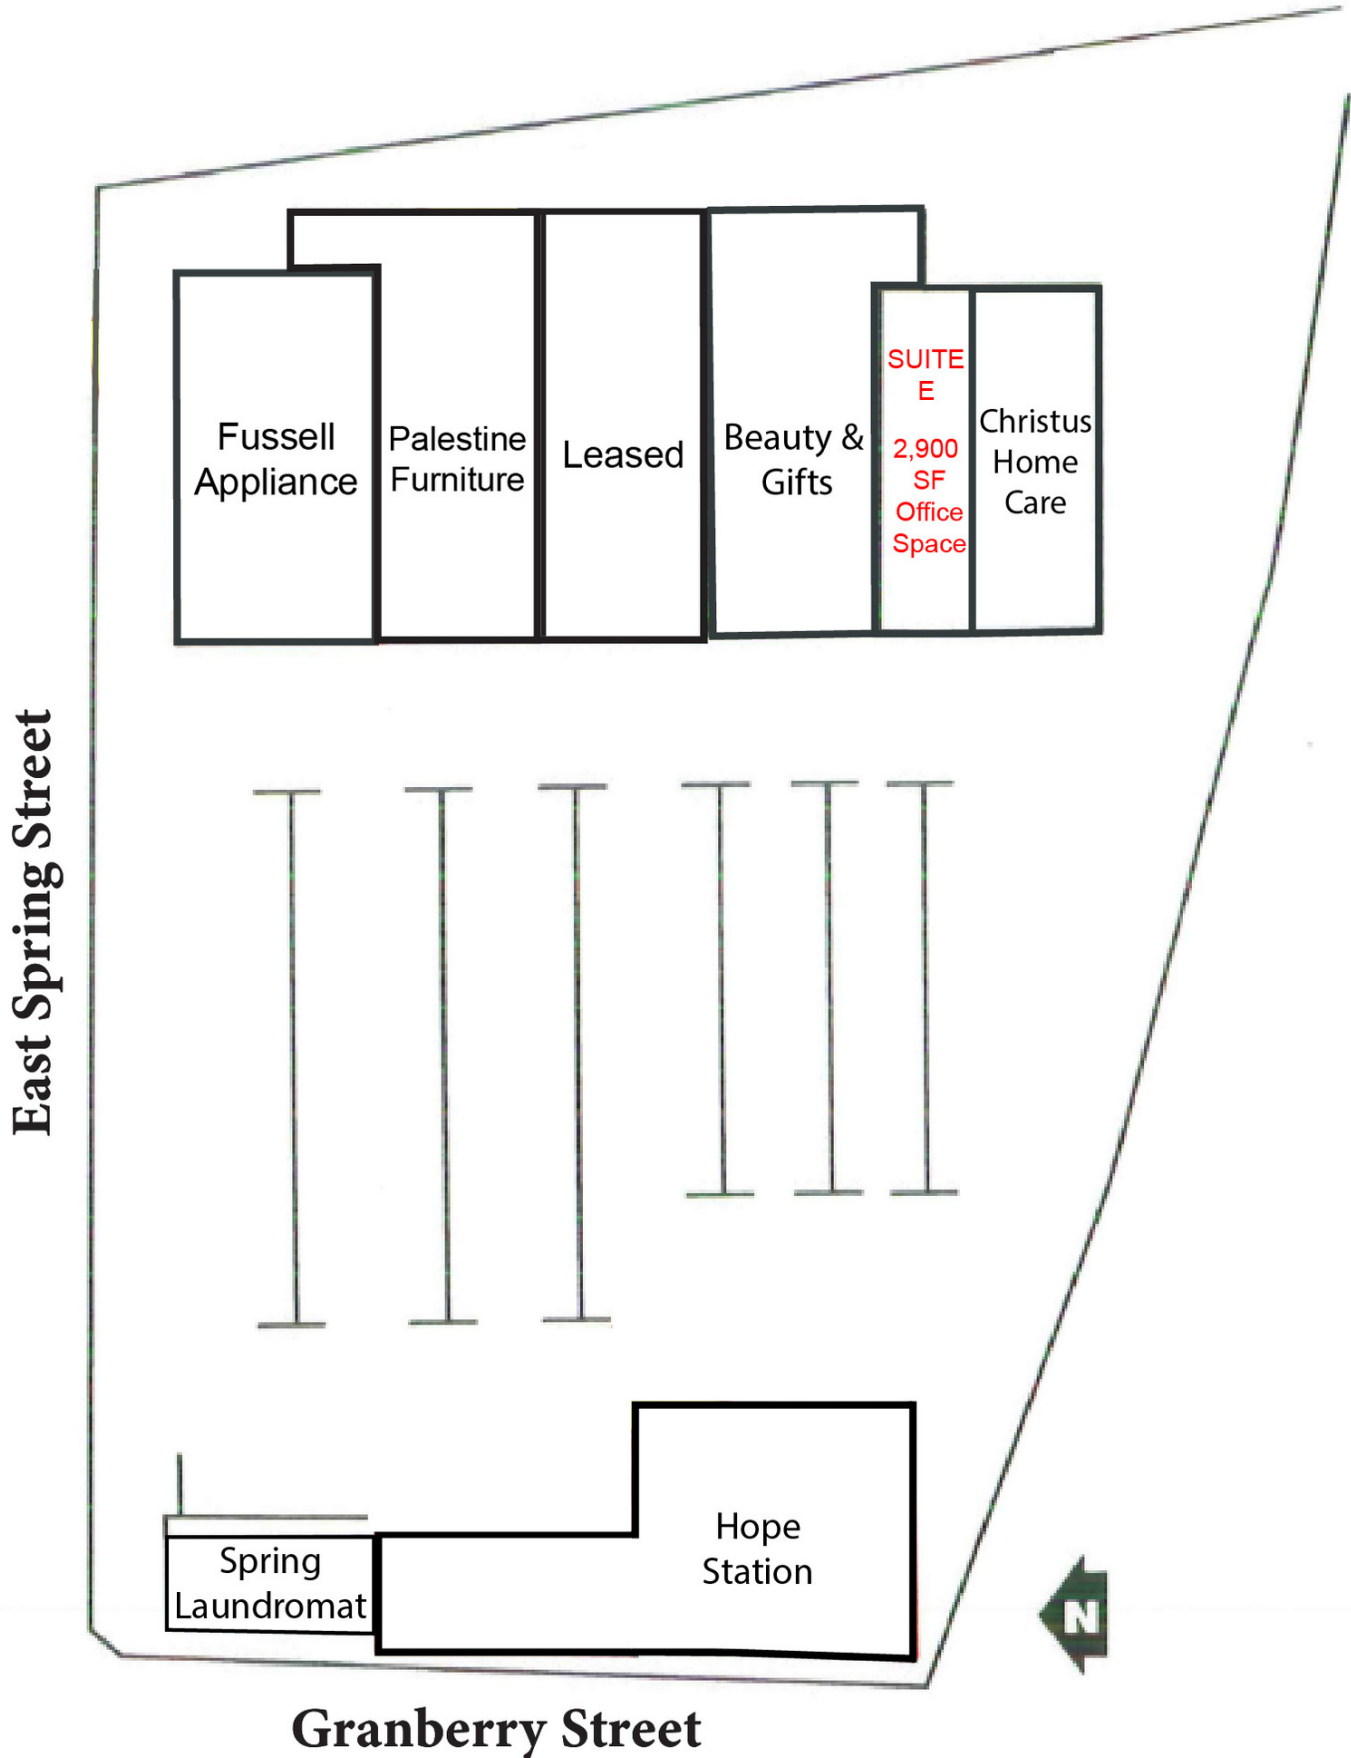 Fussell
Appliance
Palestine
Furniture
Leased
Beauty &
Gifts
SUITE
E
2,900
SF
Office
Space
Christus
Home
Care
East Spring Street
Spring
Laundromat
Hope
Station
N
Granberry Street